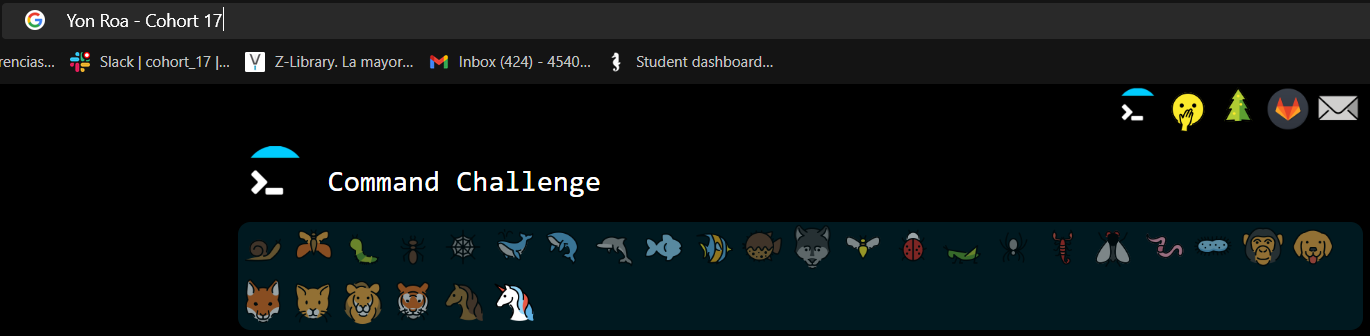 Yon Roa - Cohort 17
rencias... Slack | cohort_17 |... Z-Library. La mayor... Inbox (424) - 4540... Student dashboard...
Command Challenge